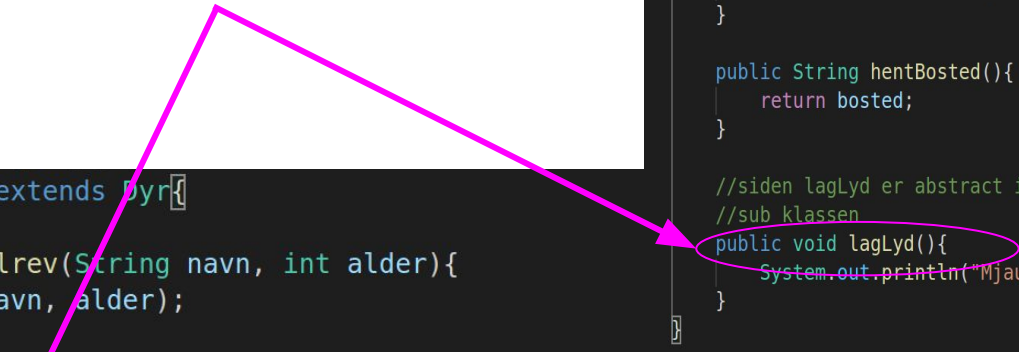 extends Dyr{
lrev(String navn, int alder){
avn, alder);
}
public String hentBosted(){
return bosted;
}
//siden lagLyd er abstract i
//sub klassen
public void lagLyd(){
System.out.println("Mjau
}
}